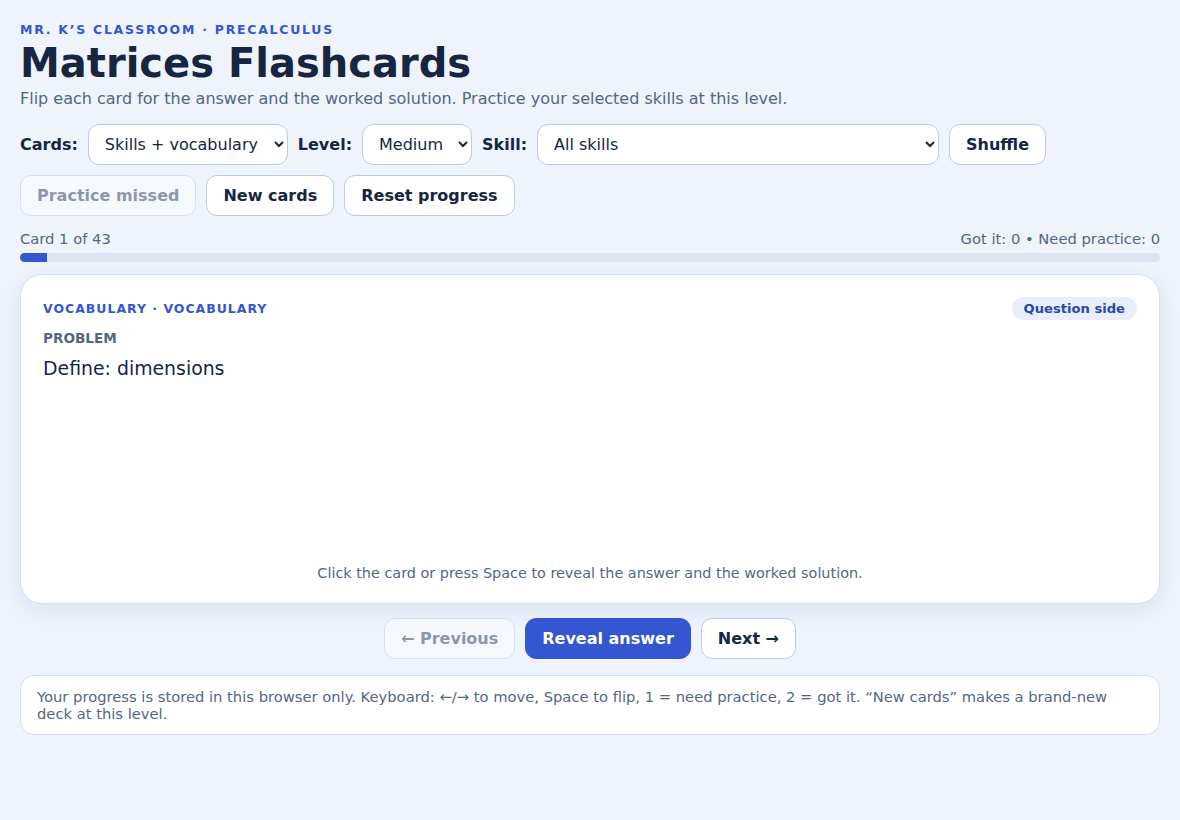 MR. K’S CLASSROOM · PRECALCULUS
Matrices Flashcards
Flip each card for the answer and the worked solution. Practice your selected skills at this level.
Cards: Skills + vocabulary Level: Medium Skill: All skills Shuffle
Practice missed New cards Reset progress
Card 1 of 43 Got it: 0 • Need practice: 0
VOCABULARY · VOCABULARY Question side
PROBLEM
Define: dimensions
Click the card or press Space to reveal the answer and the worked solution.
← Previous Reveal answer Next →
Your progress is stored in this browser only. Keyboard: ←/→ to move, Space to flip, 1 = need practice, 2 = got it. “New cards” makes a brand-new
deck at this level.